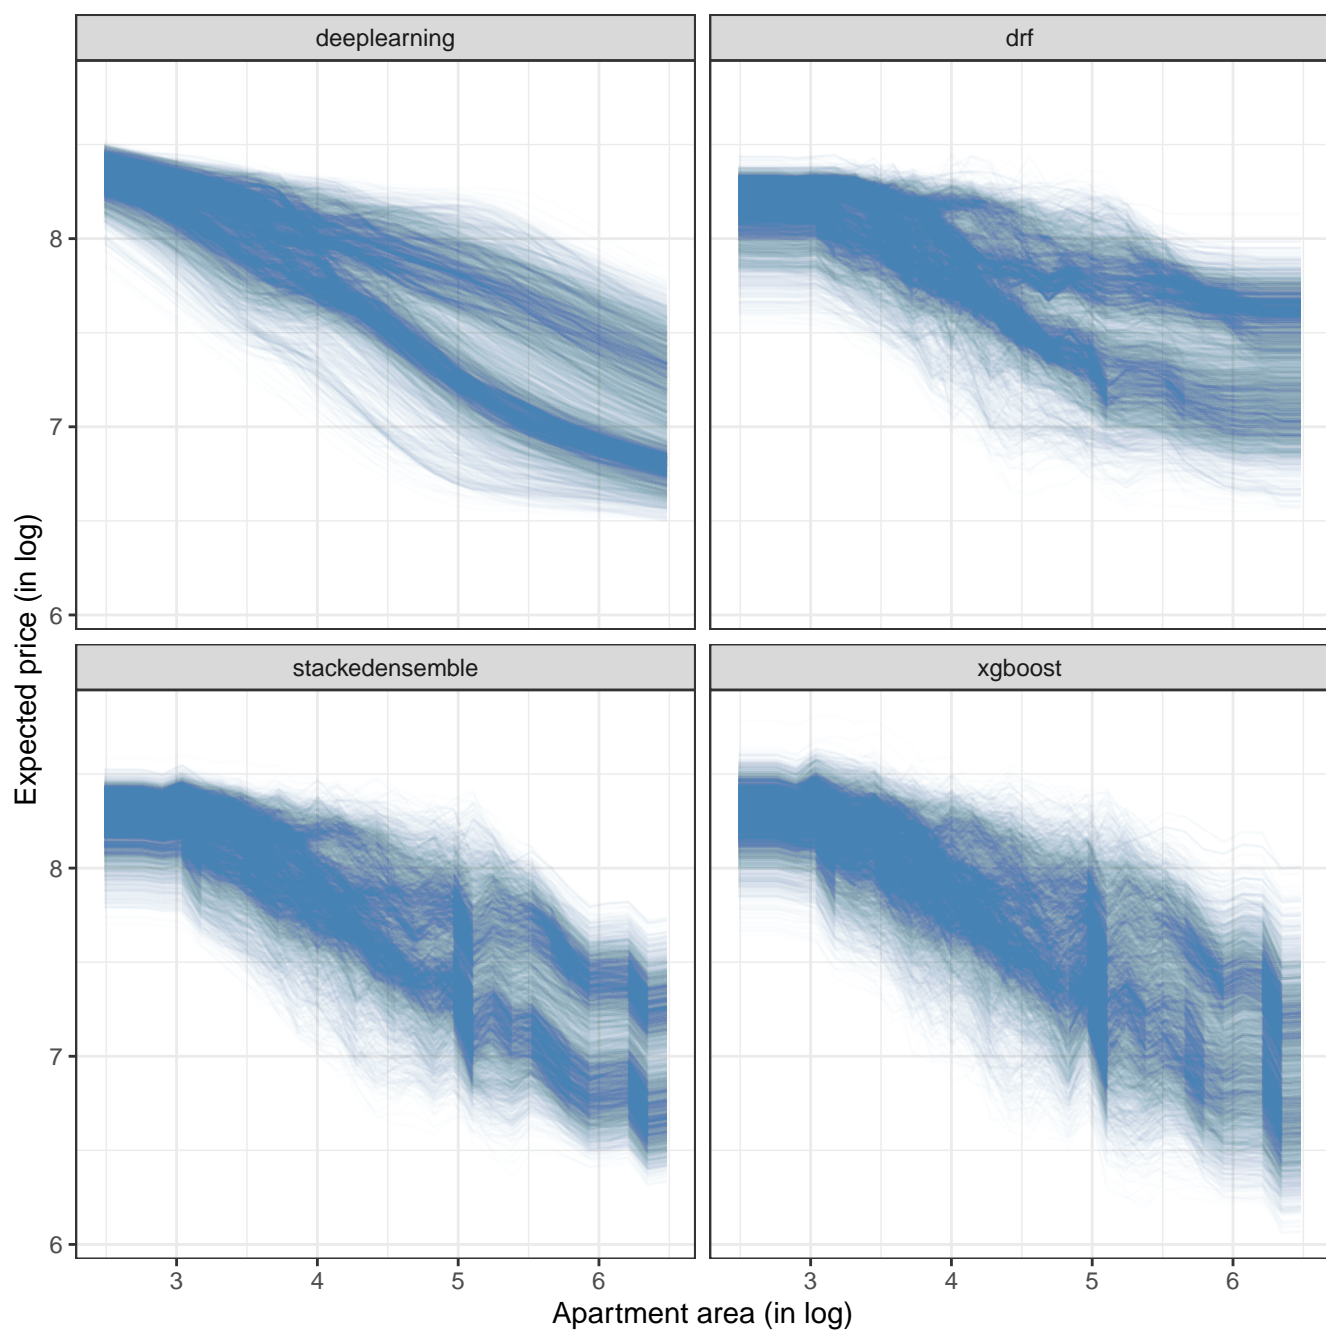 deeplearning
drf
8
7
6
stackedensemble
xgboost
8
7
6
3
4
5
6
3
4
5
6
Apartment area (in log)
Expected price (in log)